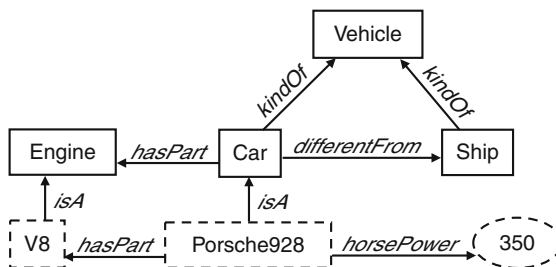 Vehicle
kindOf
kindOf
Engine
hasPart
Car
differentFrom
Ship
isA
isA
V8
hasPart
Porsche928
horsePower
350